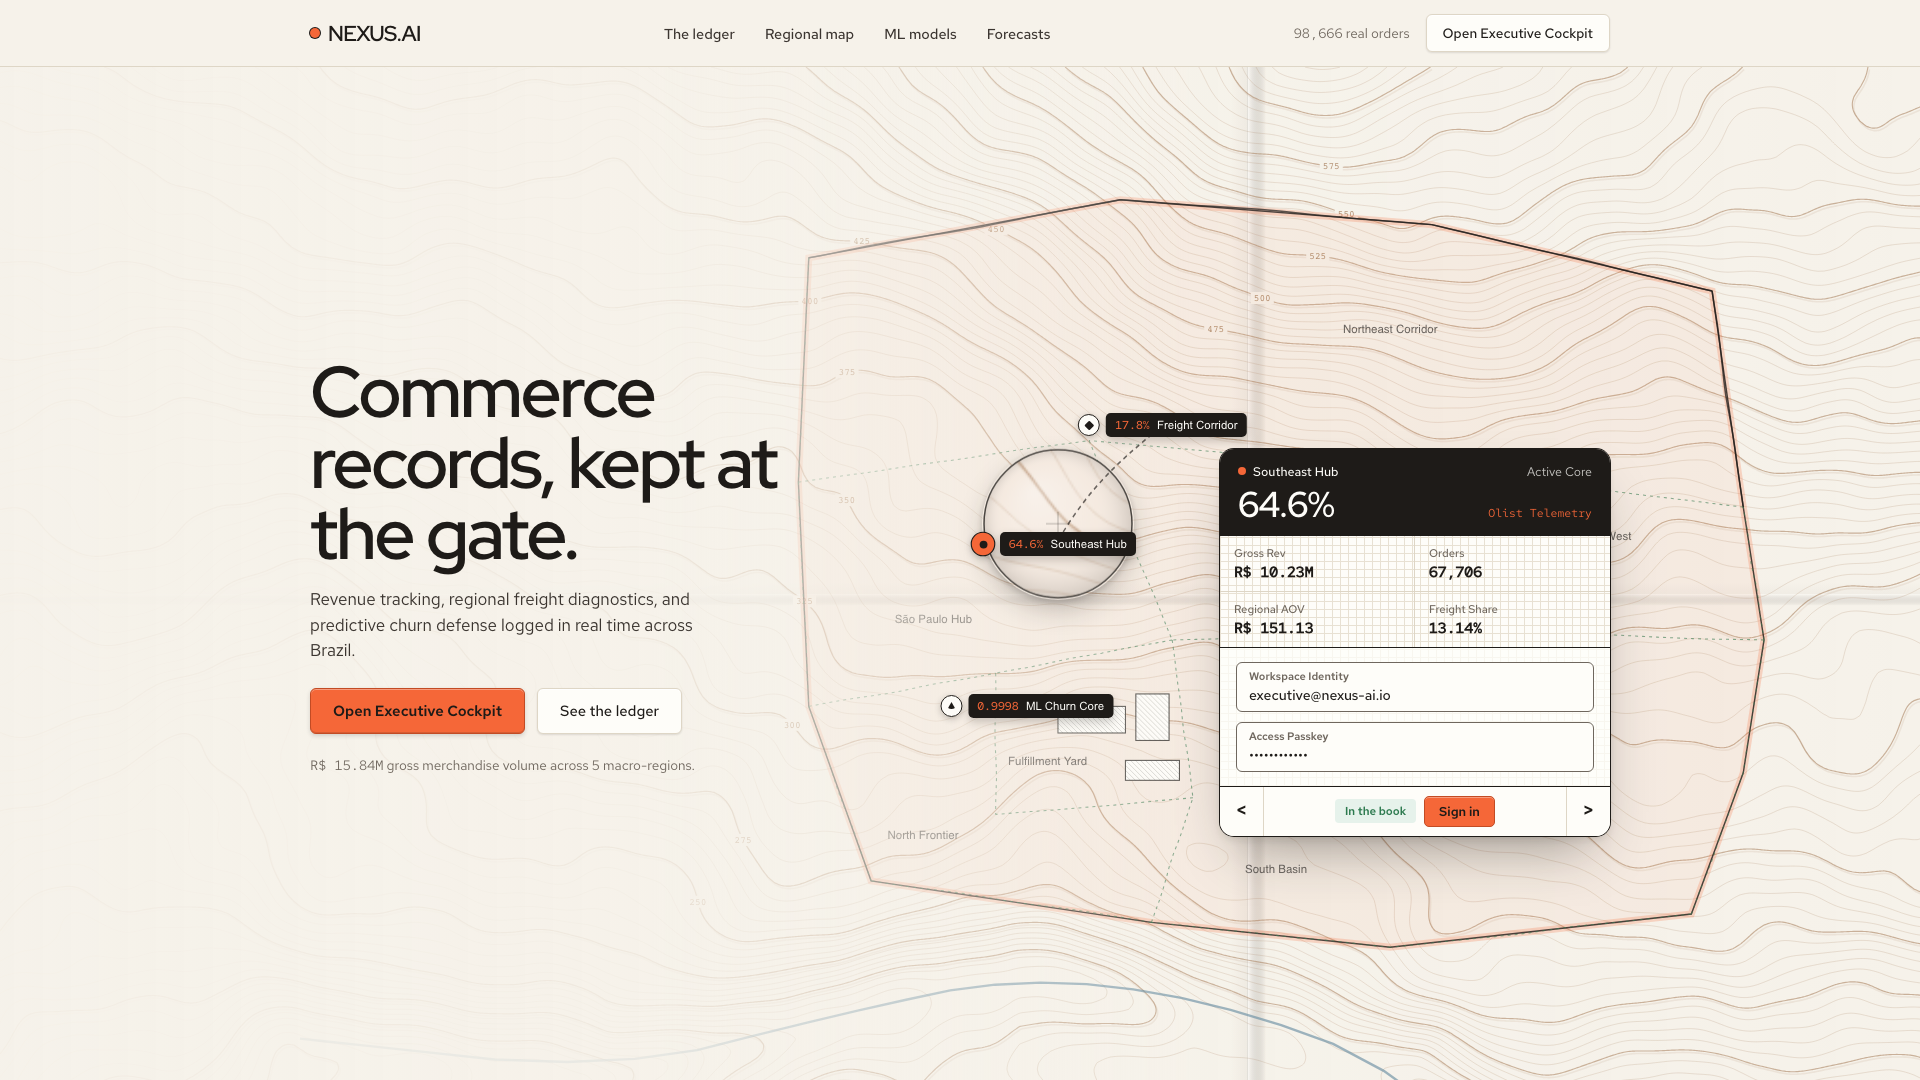 NEXUS.AI
The ledger
Regional map
ML models
Forecasts
98,666 real orders
Open Executive Cockpit
575
550
425
450
525
400
500
475
Northeast Corridor
375
17.8% Freight Corridor
Commerce
records, kept at
the gate.
Southeast Hub
Active Core
64.6%
Olist Telemetry
350
64.6% Southeast Hub
West
Gross Rev
R$ 10.23M
Orders
67,706
Regional AOV
R$ 151.13
Freight Share
13.14%
Revenue tracking, regional freight diagnostics, and
predictive churn defense logged in real time across
Brazil.
325
São Paulo Hub
Workspace Identity
executive@nexus-ai.io
Access Passkey
••••••••••••
Open Executive Cockpit
See the ledger
0.9998 ML Churn Core
300
Fulfillment Yard
R$ 15.84M gross merchandise volume across 5 macro-regions.
<
In the book
Sign in
>
North Frontier
275
South Basin
250